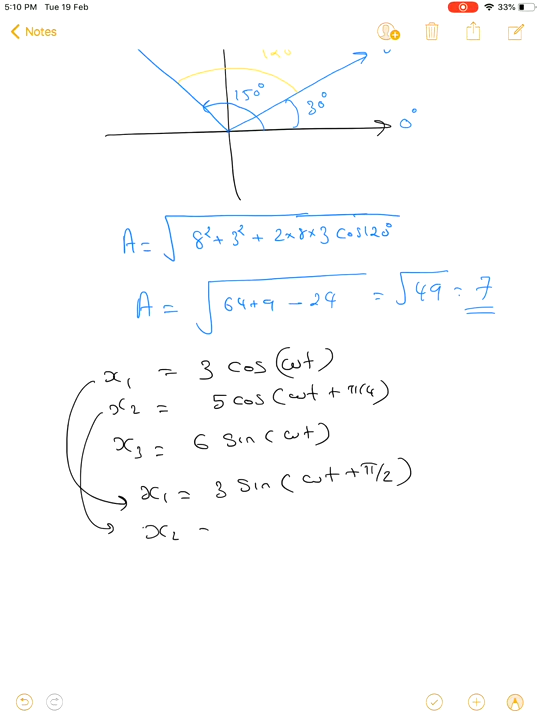 5:10 PM Tue 19 Feb
33%
Notes
150°
30°
0°
A = √8² + 3² + 2×8×3 cos120°
A = √64+9 − 24 = √49 = 7
x₁ = 3 cos(ωt)
x₂ = 5 cos(ωt + π/4)
x₃ = 6 sin(ωt)
x₁ = 3 sin(ωt + π/2)
x₂ =